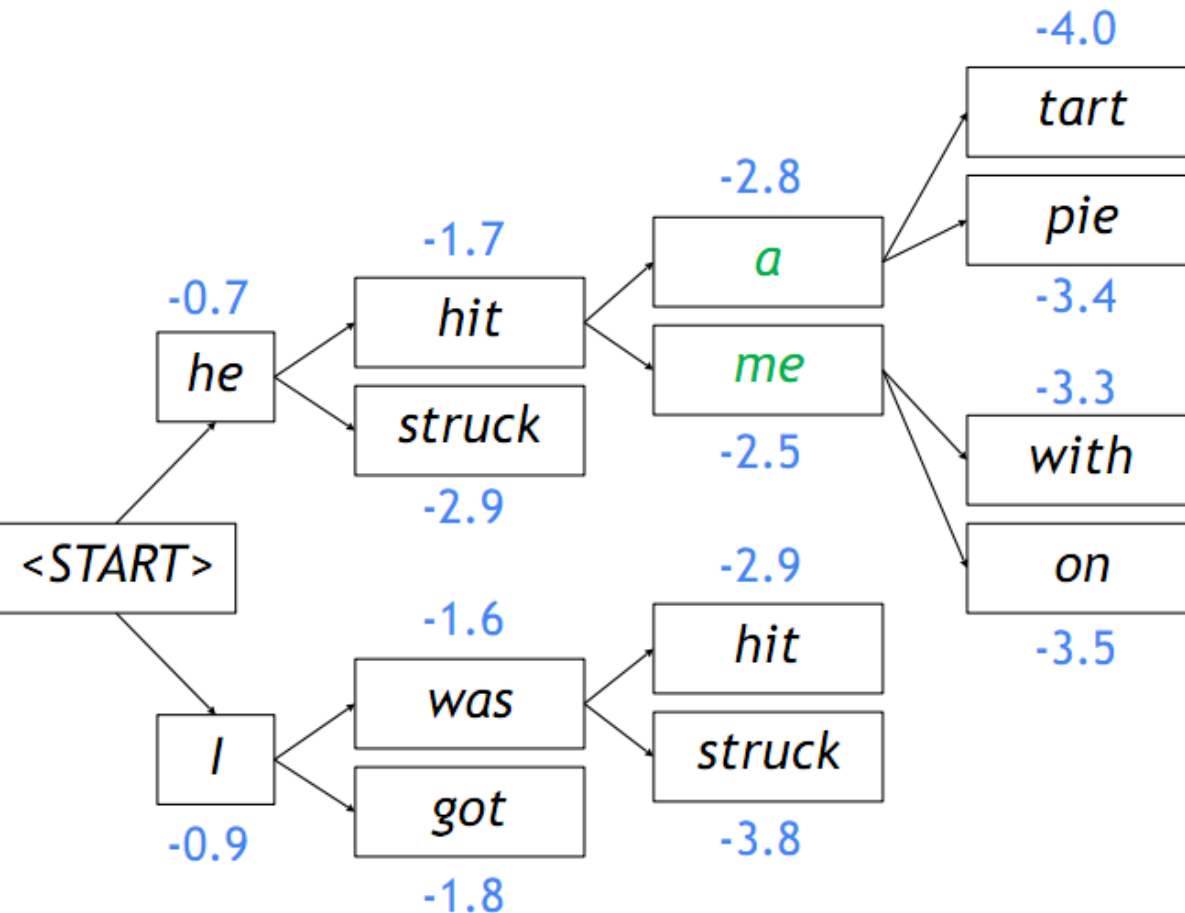 -4.0
tart
-2.8
pie
-1.7
a
-3.4
-0.7
hit
me
-3.3
he
struck
-2.5
with
-2.9
<START>
-2.9
on
-1.6
hit
-3.5
was
I
struck
got
-0.9
-3.8
-1.8